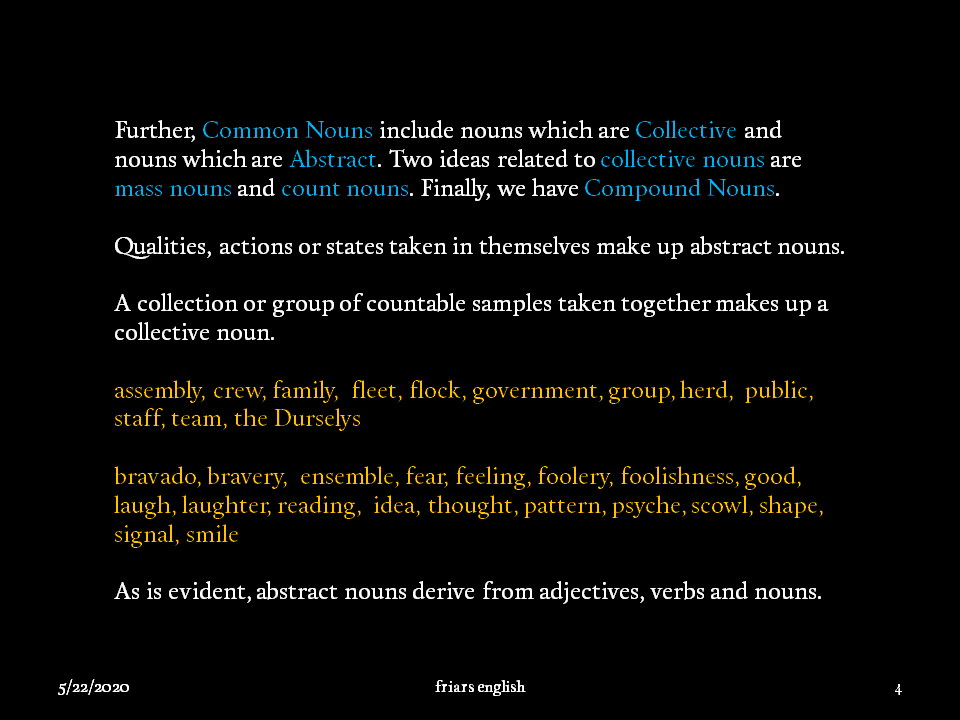 Further, Common Nouns include nouns which are Collective and
nouns which are Abstract. Two ideas related to collective nouns are
mass nouns and count nouns. Finally, we have Compound Nouns.
Qualities, actions or states taken in themselves make up abstract nouns.
A collection or group of countable samples taken together makes up a
collective noun.
assembly, crew, family, fleet, flock, government, group, herd, public,
staff, team, the Durselys
bravado, bravery, ensemble, fear, feeling, foolery, foolishness, good,
laugh, laughter, reading, idea, thought, pattern, psyche, scowl, shape,
signal, smile
As is evident, abstract nouns derive from adjectives, verbs and nouns.
5/22/2020 friars english 4